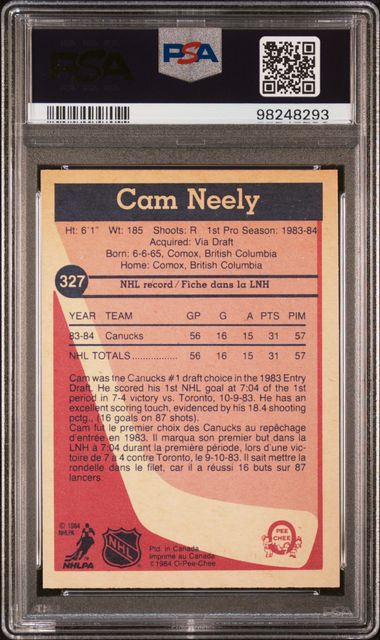 PSA
PSA
98248293
Cam Neely
Ht: 6'1" Wt: 185 Shoots: R 1st Pro Season: 1983-84
Acquired: Via Draft
Born: 6-6-65, Comox, British Columbia
Home: Comox, British Columbia
327
NHL record/Fiche dans la LNH
YEAR TEAM GP G A PTS PIM
83-84 Canucks 56 16 15 31 57
NHL TOTALS................. 56 16 15 31 57
Cam was tne Canucks #1 draft choice in the 1983 Entry
Draft. He scored his 1st NHL goal at 7:04 of the 1st
period in 7-4 victory vs. Toronto, 10-9-83. He has an
excellent scoring touch, evidenced by his 18.4 shooting
pctg., (16 goals on 87 shots).
Cam fut le premier choix des Canucks au repêchage
d'entrée en 1983. Il marqua son premier but dans la
LNH à 7:04 durant la première période, lors d'une vic-
toire de 7 à 4 contre Toronto, le 9-10-83. Il sait mettre la
rondelle dans le filet, car il a réussi 16 buts sur 87
lancers.
© 1984
NHLPA
NHLPA
NHL
Ptd. in Canada
Imprimé au Canada
©1984 O-Pee-Chee
O
PEE
CHEE